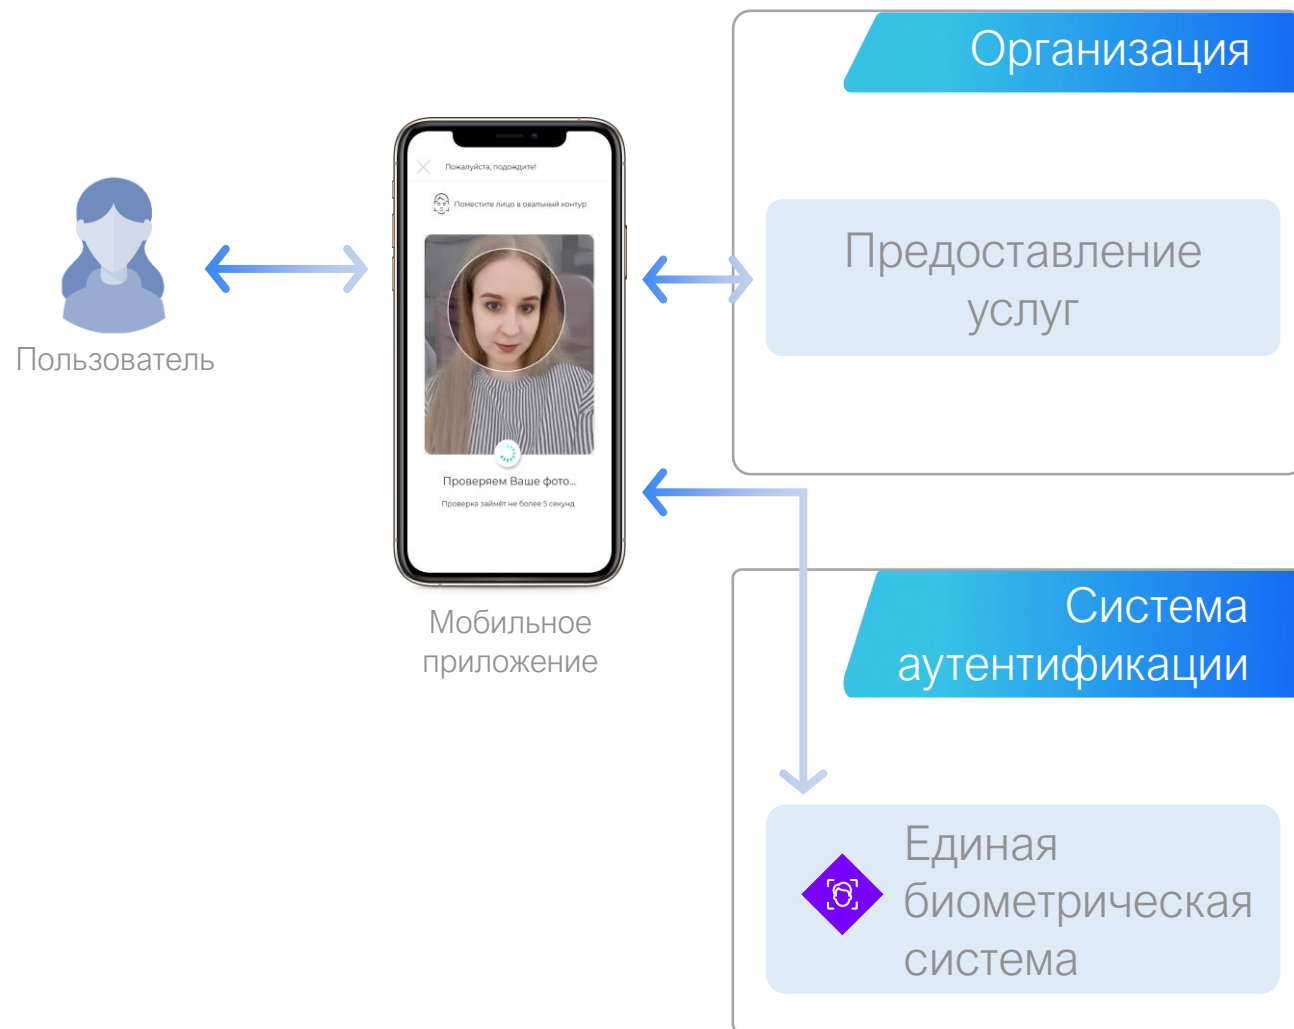 Организация
Пожалуйста, подождите!
Поместите лицо в овальный контур
Предоставление
услуг
Пользователь
Проверяем Ваше фото...
Проверка займёт не более 5 секунд
Мобильное
приложение
Система
аутентификации
Единая
биометрическая
система